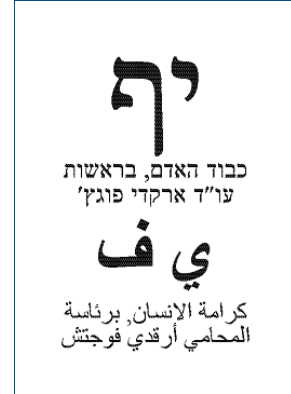 יף
כבוד האדם, בראשות
עו"ד ארקדי פוגץ'
ي ف
كرامة الانسان, برئاسة
المحامي أرقدي فوجتش